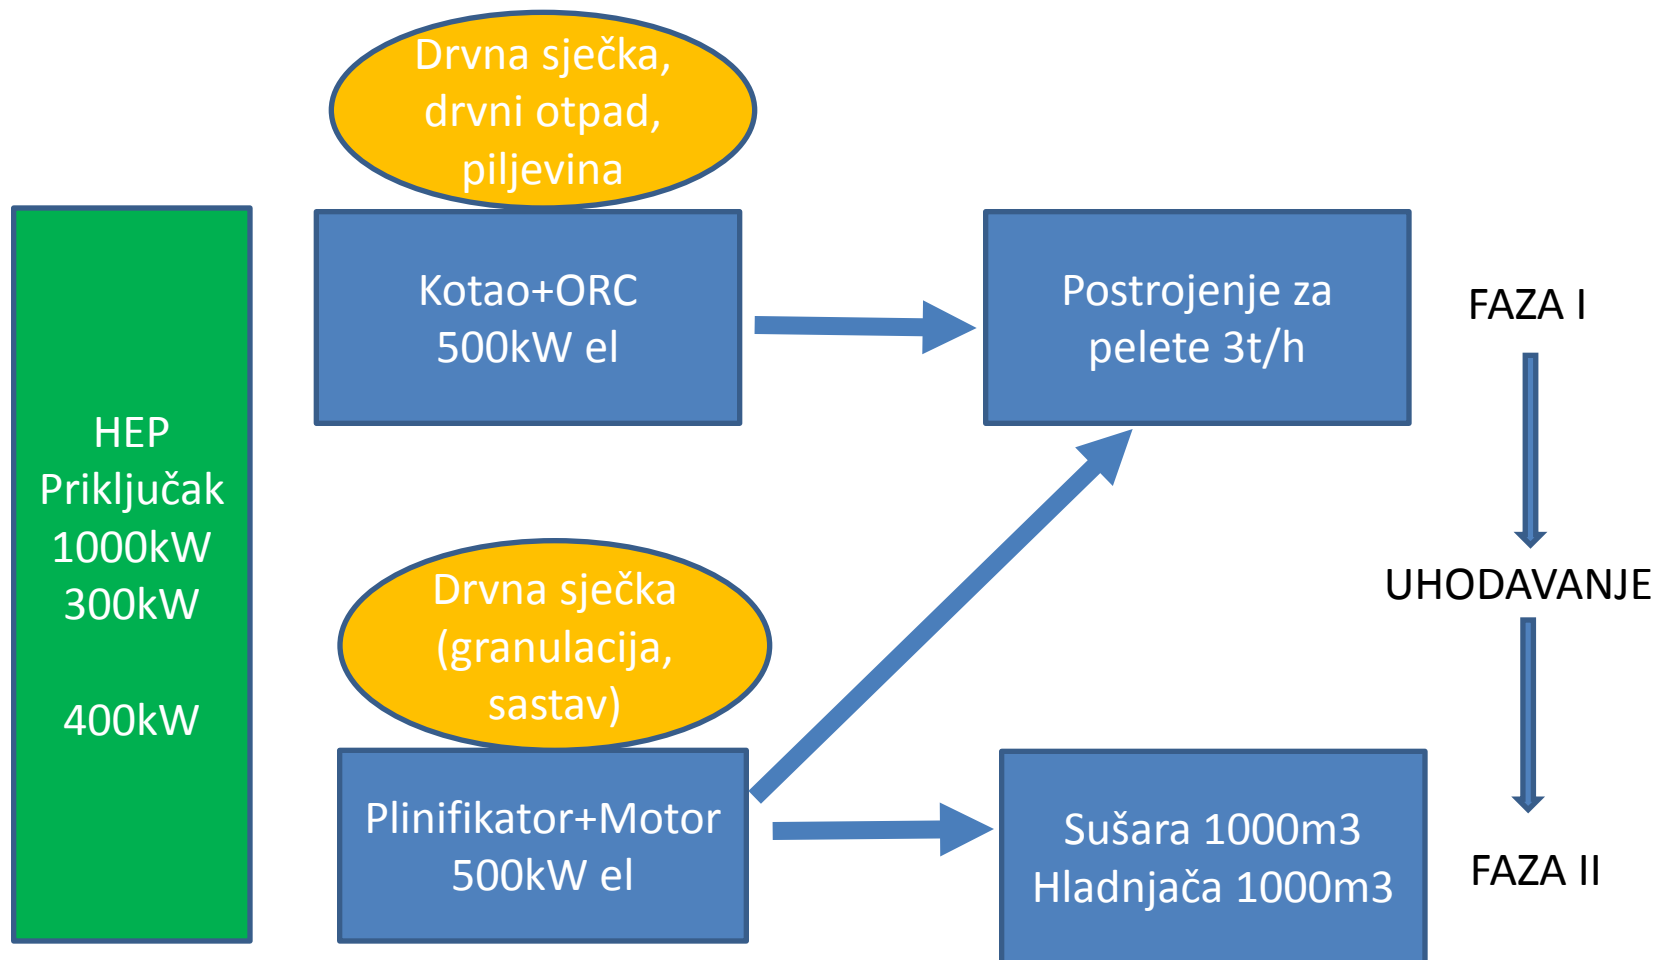 Drvna sječka,
drvni otpad,
piljevina
HEP
Priključak
1000kW
300kW
400kW
Kotao+ORC
500kW el
Postrojenje za
pelete 3t/h
FAZA I
UHODAVANJE
Drvna sječka
(granulacija,
sastav)
Plinifikator+Motor
500kW el
Sušara 1000m3
Hladnjača 1000m3
FAZA II